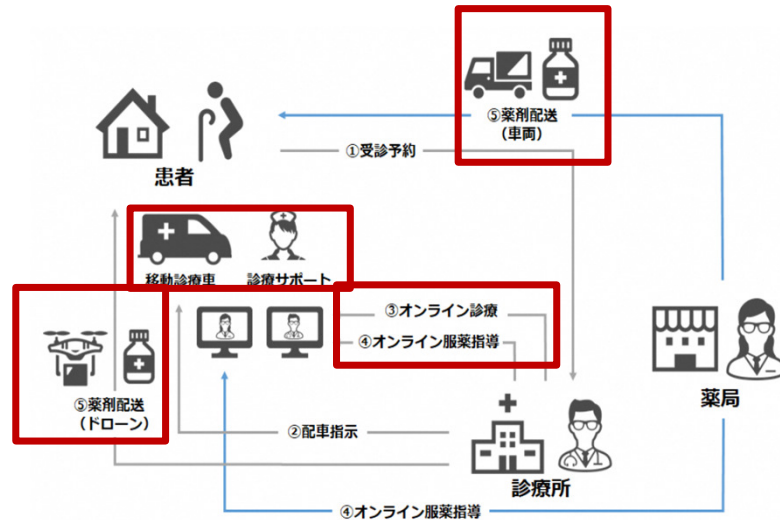 ⑤薬剤配送
（車両）
①受診予約
患者
移動診療車
診療サポート
③オンライン診療
④オンライン服薬指導
⑤薬剤配送
（ドローン）
薬局
②配車指示
診療所
④オンライン服薬指導